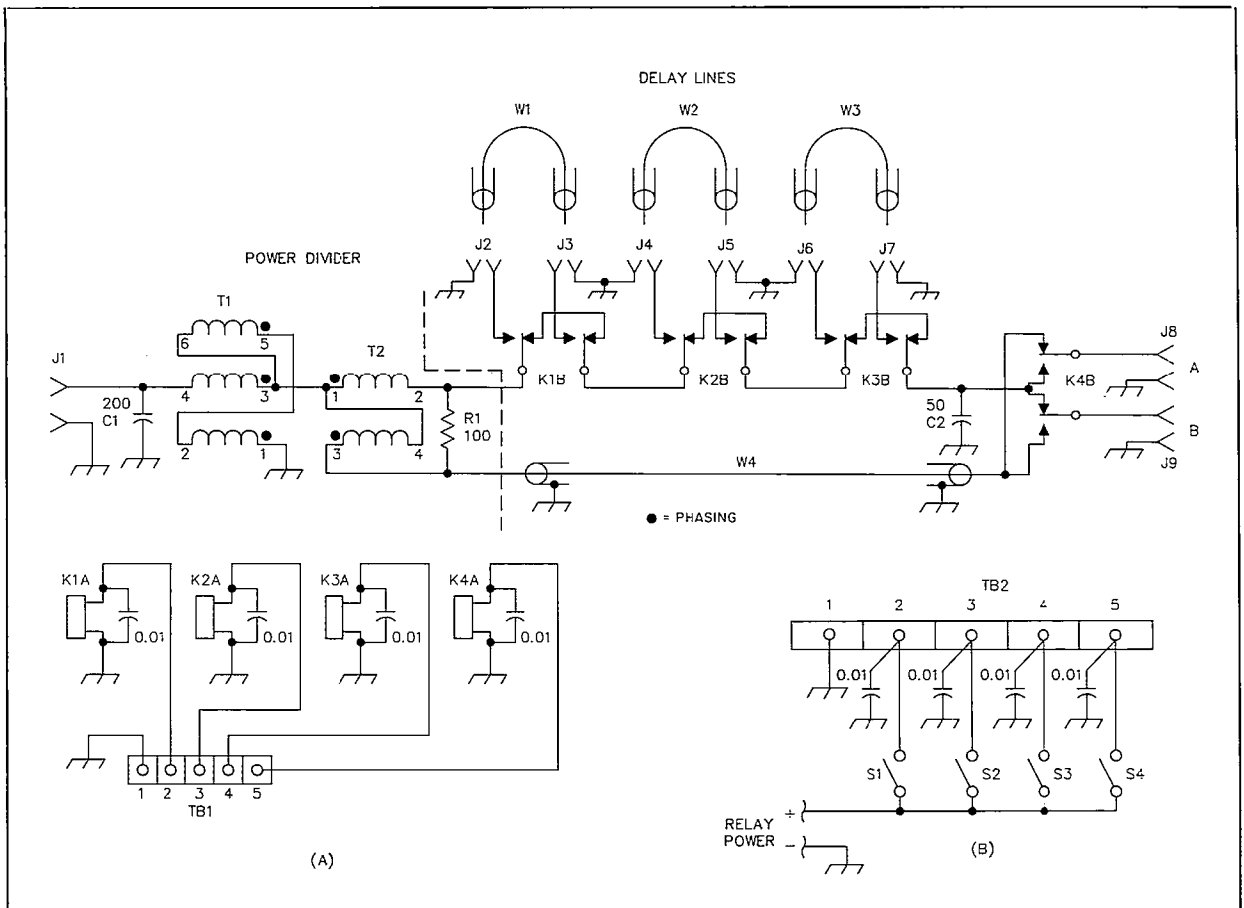 DELAY LINES
W1 W2 W3
J2 J3 J4 J5 J6 J7
POWER DIVIDER
T1
6 5
T2
J1
4 3
1 2
K1B K2B K3B
K4B
J8
A
200
C1
R1
100
50
C2
2 1
3 4
B
W4
J9
● = PHASING
K1A K2A K3A K4A
0.01 0.01 0.01 0.01
1 2 3 4 5
TB1
(A)
TB2
1 2 3 4 5
0.01 0.01 0.01 0.01
S1 S2 S3 S4
RELAY
POWER
+
-
(B)